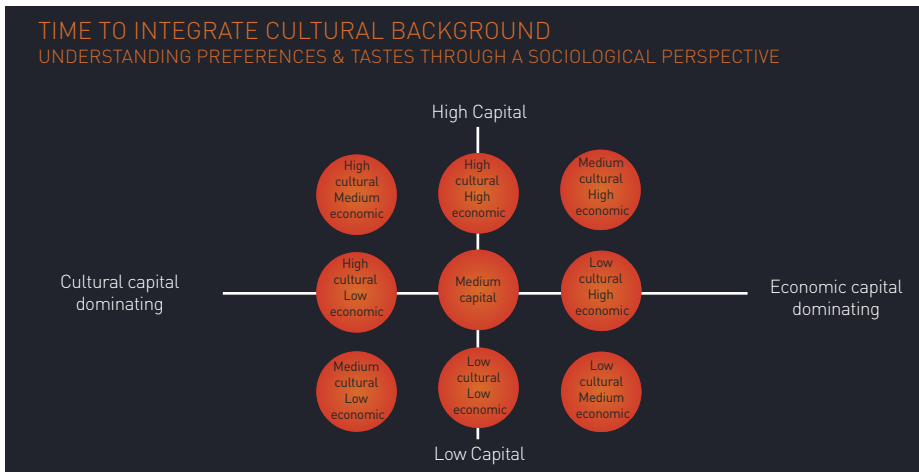 TIME TO INTEGRATE CULTURAL BACKGROUND
UNDERSTANDING PREFERENCES & TASTES THROUGH A SOCIOLOGICAL PERSPECTIVE
High Capital
High
cultural
Medium
economic
High
cultural
High
economic
Medium
cultural
High
economic
Cultural capital
dominating
High
cultural
Low
economic
Medium
capital
Low
cultural
High
economic
Economic capital
dominating
Medium
cultural
Low
economic
Low
cultural
Low
economic
Low
cultural
Medium
economic
Low Capital